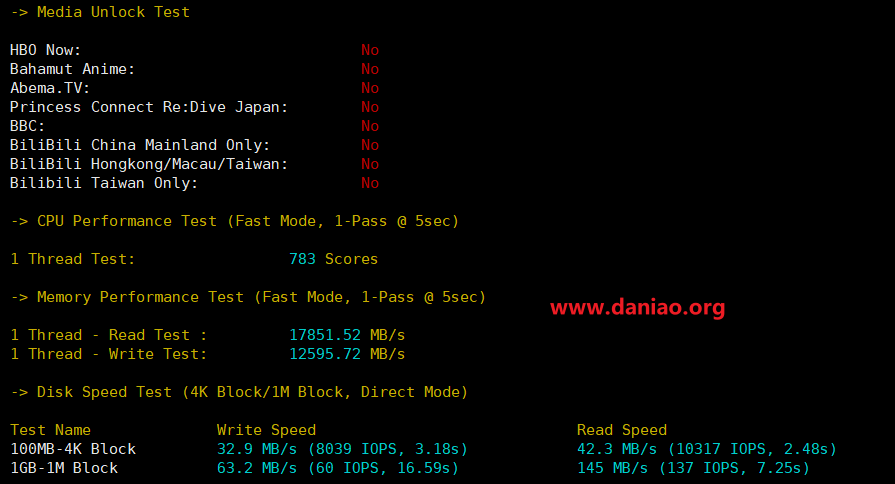 -> Media Unlock Test
HBO Now: No
Bahamut Anime: No
Abema.TV: No
Princess Connect Re:Dive Japan: No
BBC: No
BiliBili China Mainland Only: No
BiliBili Hongkong/Macau/Taiwan: No
Bilibili Taiwan Only: No
-> CPU Performance Test (Fast Mode, 1-Pass @ 5sec)
1 Thread Test: 783 Scores
-> Memory Performance Test (Fast Mode, 1-Pass @ 5sec)
www.daniao.org
1 Thread - Read Test : 17851.52 MB/s
1 Thread - Write Test: 12595.72 MB/s
-> Disk Speed Test (4K Block/1M Block, Direct Mode)
Test Name Write Speed Read Speed
100MB-4K Block 32.9 MB/s (8039 IOPS, 3.18s) 42.3 MB/s (10317 IOPS, 2.48s)
1GB-1M Block 63.2 MB/s (60 IOPS, 16.59s) 145 MB/s (137 IOPS, 7.25s)